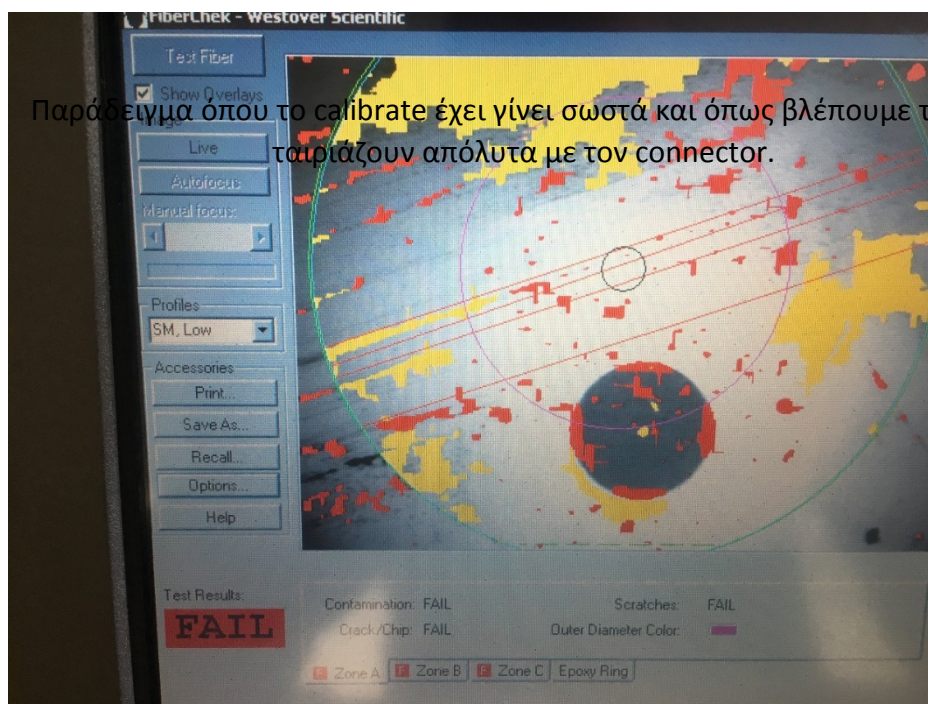 FiberChek - Westover Scientific
Test Fiber
Show Overlays
Παράδειγμα όπου το calibrate έχει γίνει σωστά και όπως βλέπουμε τ
Live
ταιριάζουν απόλυτα με τον connector.
Autofocus
Manual focus:
Profiles
SM, Low
Accessories
Print...
Save As...
Recall...
Options...
Help
Test Results:
FAIL
Contamination: FAIL
Scratches: FAIL
Crack/Chip: FAIL
Outer Diameter Color:
F Zone A F Zone B F Zone C Epoxy Ring